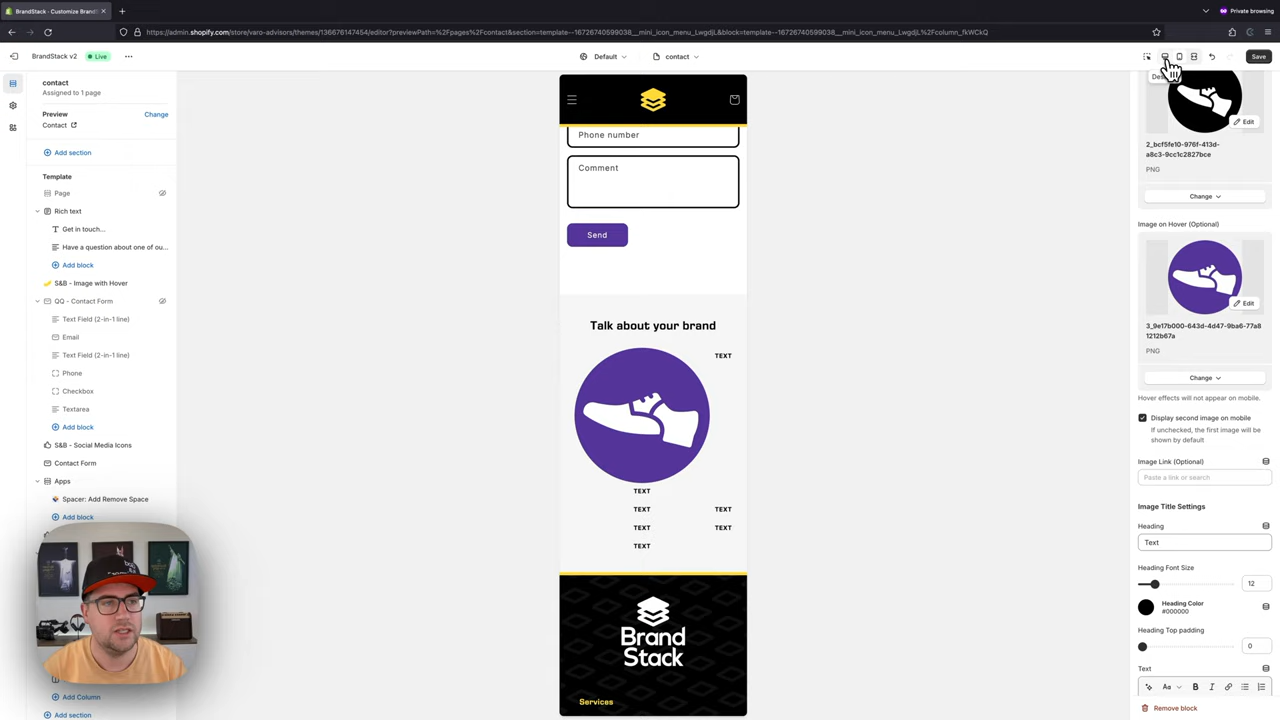 BrandStack - Customize BrandS
Private browsing
https://admin.shopify.com/store/varo-advisors/themes/136676147454/editor?previewPath=%2Fpages%2Fcontact&section=template--16726740599038__mini_icon_menu_LwgdjL&block=template--16726740599038__mini_icon_menu_LwgdjL%2Fcolumn_fkWCkQ
BrandStack v2
Live
Default
contact
Save
contact
Assigned to 1 page
Preview
Change
Contact
Add section
Template
Page
Rich text
Get in touch...
Have a question about one of ou...
Add block
S&B - Image with Hover
QQ - Contact Form
Text Field (2-in-1 line)
Email
Text Field (2-in-1 line)
Phone
Checkbox
Textarea
Add block
S&B - Social Media Icons
Contact Form
Apps
Spacer: Add Remove Space
Add block
Add Column
Add section
Phone number
Comment
Send
Talk about your brand
TEXT
TEXT
TEXT TEXT
TEXT TEXT
TEXT
Brand
Stack
Services
Edit
2_bcf5fe10-976f-413d-
a8c3-9cc1c2827bce
PNG
Change
Image on Hover (Optional)
Edit
3_9e17b000-643d-4d47-9ba6-77a8
1212b67a
PNG
Change
Hover effects will not appear on mobile.
Display second image on mobile
If unchecked, the first image will be
shown by default
Image Link (Optional)
Paste a link or search
Image Title Settings
Heading
Text
Heading Font Size
12
Heading Color
#000000
Heading Top padding
0
Text
Aa
B
I
Remove block